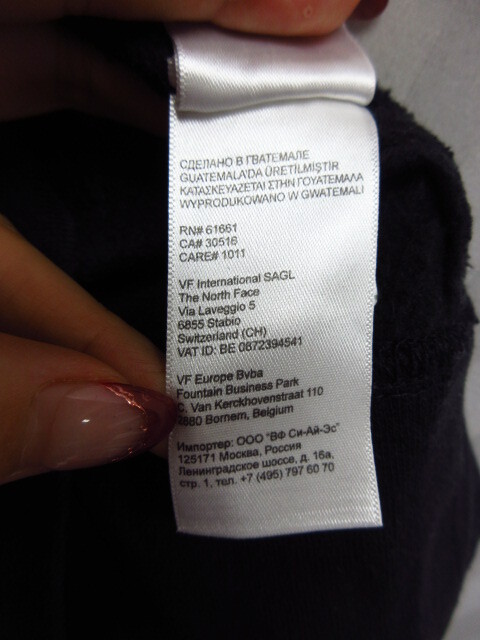 СДЕЛАНО В ГВАТЕМАЛЕ
GUATEMALA'DA ÜRETİLMİŞTİR
ΚΑΤΑΣΚΕΥΑΖΕΤΑΙ ΣΤΗΝ ΓΟΥΑΤΕΜΑΛΑ
WYPRODUKOWANO W GWATEMALI
RN# 61661
CA# 30516
CARE# 1011
VF International SAGL
The North Face
Via Laveggio 5
6855 Stabio
Switzerland (CH)
VAT ID: BE 0872394541
VF Europe Bvba
Fountain Business Park
C. Van Kerckhovenstraat 110
2880 Bornem, Belgium
Импортер: ООО "ВФ Си-Ай-Эс"
125171 Москва, Россия
Ленинградское шоссе, д. 16а,
стр. 1, тел. +7 (495) 797 60 70